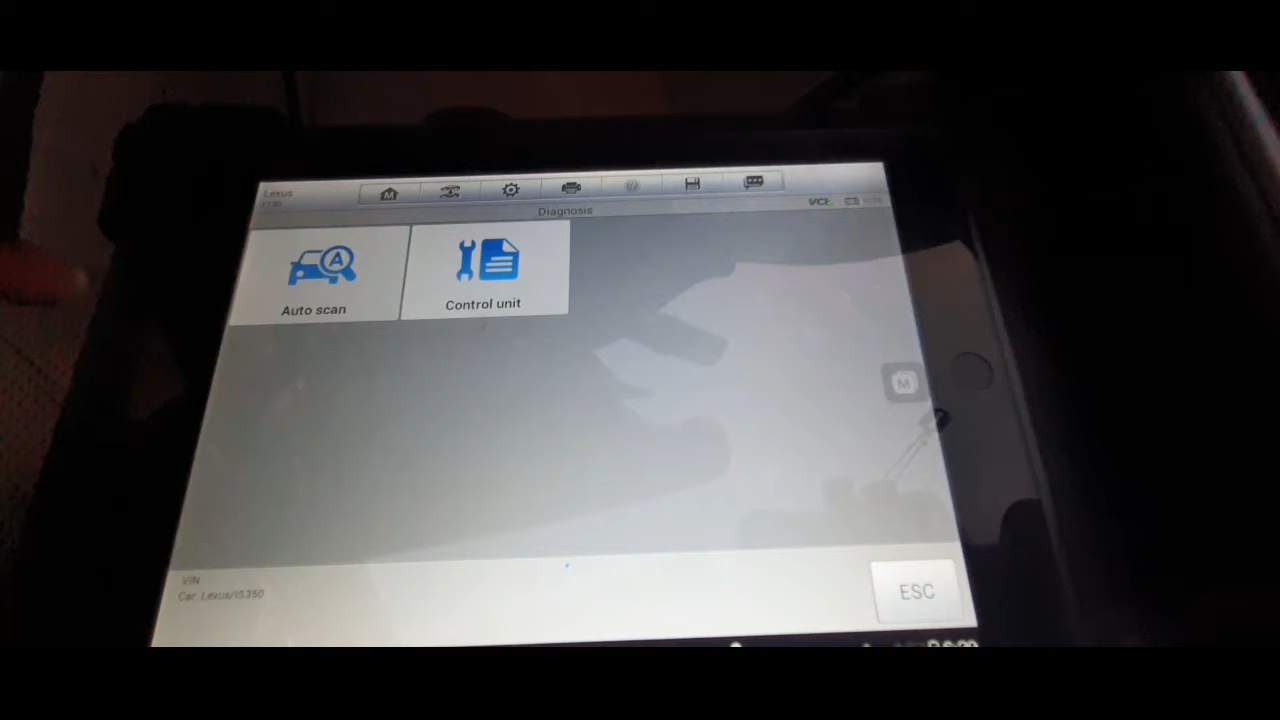 Lexus
Diagnosis
VCI
A
Auto scan
Control unit
M
M
VIN
Car: Lexus/IS250
ESC